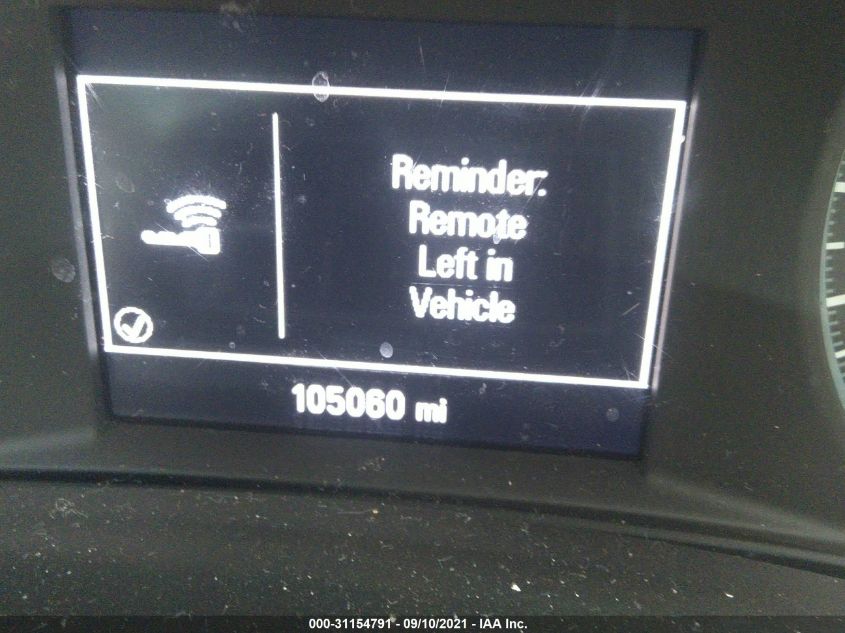 Reminder:
Remote
Left in
Vehicle
105060 mi
000-31154791 - 09/10/2021 - IAA Inc.